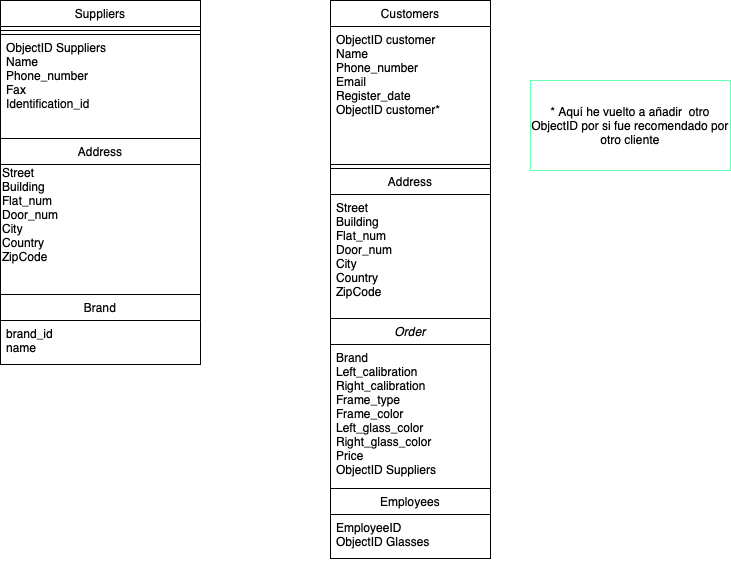 Suppliers
ObjectID Suppliers
Name
Phone_number
Fax
Identification_id
Address
Street
Building
Flat_num
Door_num
City
Country
ZipCode
Brand
brand_id
name
Customers
ObjectID customer
Name
Phone_number
Email
Register_date
ObjectID customer*
Address
Street
Building
Flat_num
Door_num
City
Country
ZipCode
Order
Brand
Left_calibration
Right_calibration
Frame_type
Frame_color
Left_glass_color
Right_glass_color
Price
ObjectID Suppliers
Employees
EmployeeID
ObjectID Glasses
* Aquí he vuelto a añadir otro
ObjectID por si fue recomendado por
otro cliente